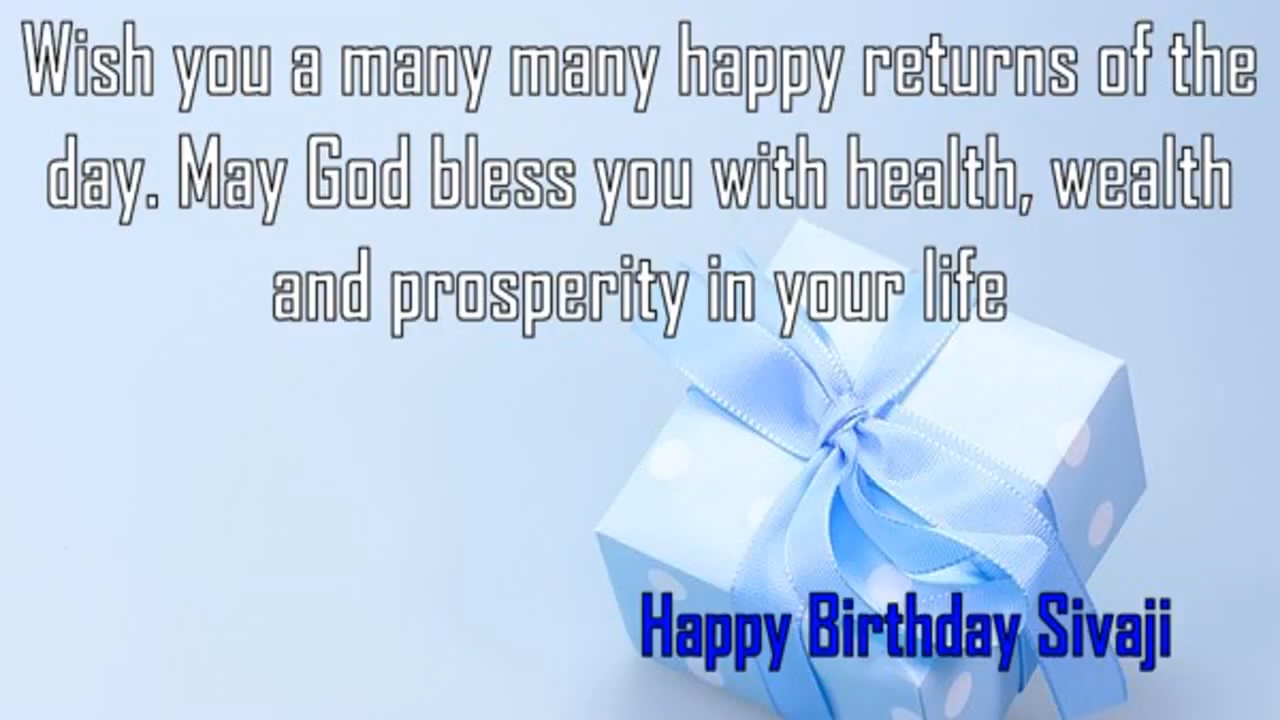 Wish you a many many happy returns of the
day. May God bless you with health, wealth
and prosperity in your life
Happy Birthday Sivaji